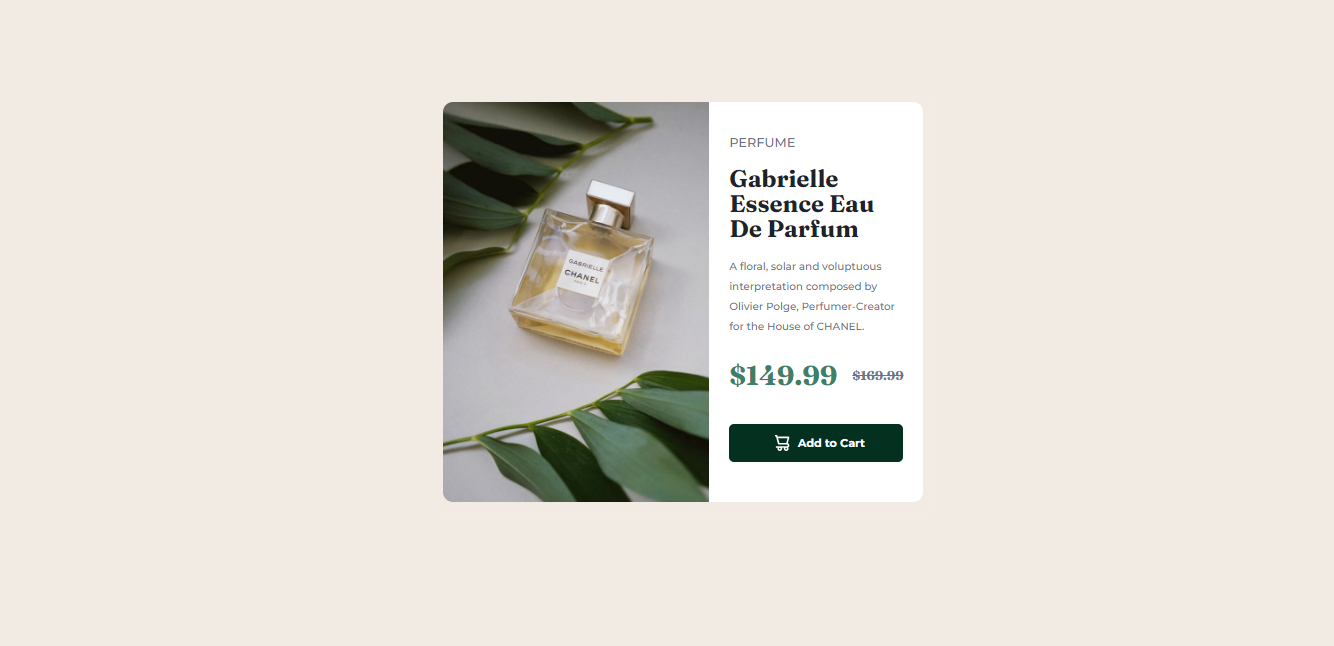 GABRIELLE
CHANEL
PERFUME
Gabrielle
Essence Eau
De Parfum
A floral, solar and voluptuous
interpretation composed by
Olivier Polge, Perfumer-Creator
for the House of CHANEL.
$149.99 $169.99
Add to Cart